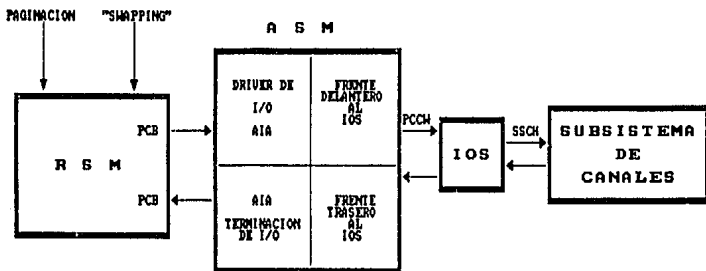 PAGINACION
"SWAPPING"
A S M
DRIVER DE
I/O
AIA
FRENTE
DELANTERO
AL
IOS
PCB
R S M
PCB
AIA
TERMINACION
DE I/O
FRENTE
TRASERO
AL
IOS
PCCW
IOS
SSCH
SUBSISTEMA
DE
CANALES